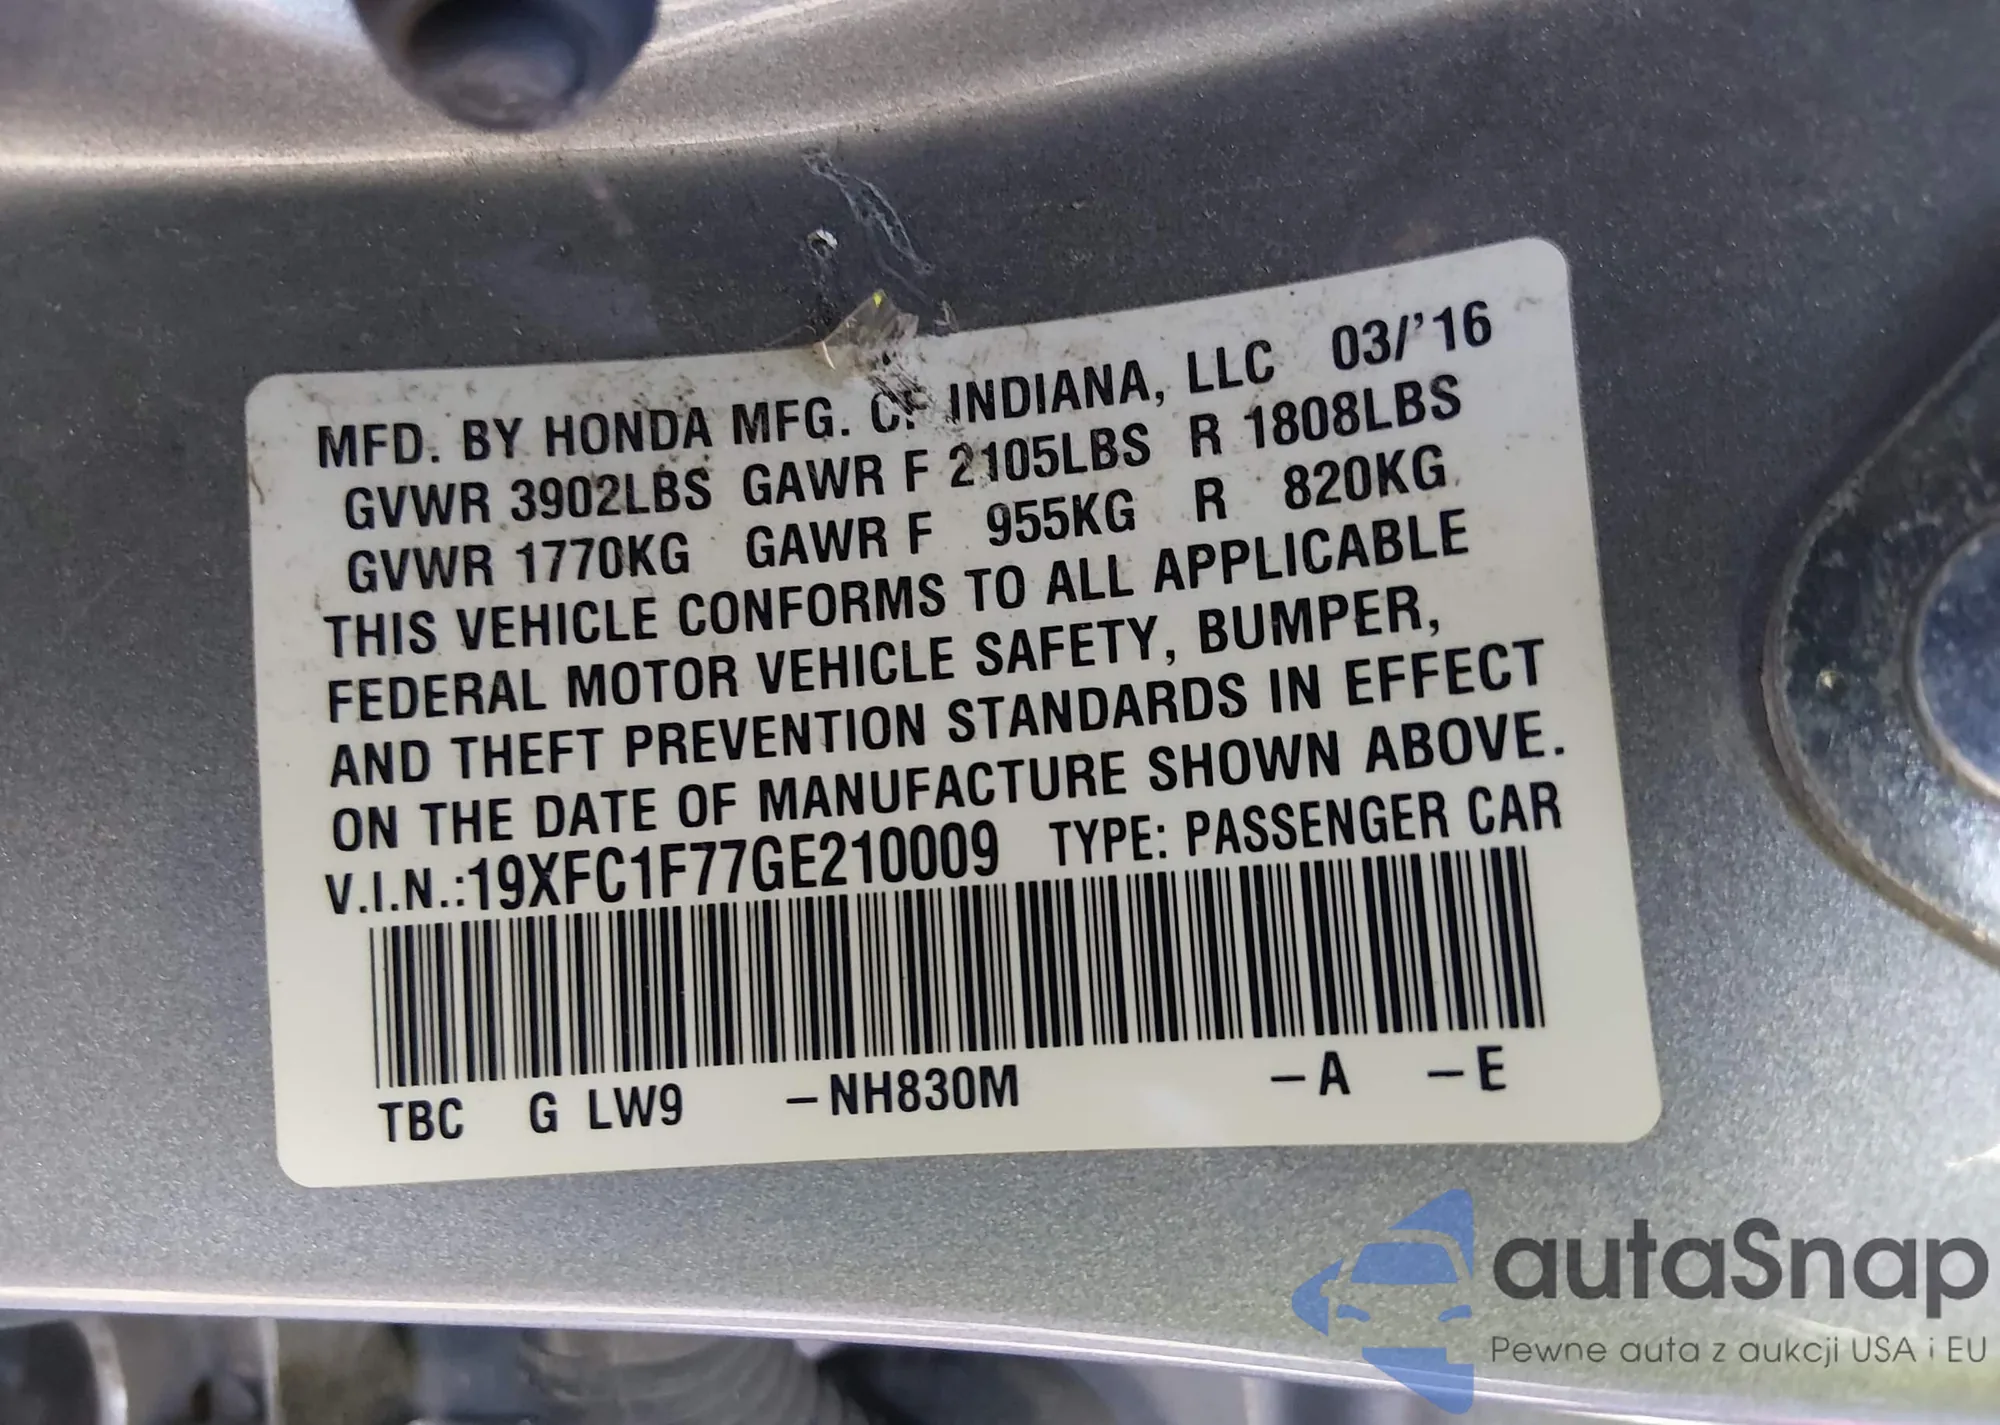 MFD. BY HONDA MFG. OF INDIANA, LLC 03/'16
GVWR 3902LBS GAWR F 2105LBS R 1808LBS
GVWR 1770KG GAWR F 955KG R 820KG
THIS VEHICLE CONFORMS TO ALL APPLICABLE
FEDERAL MOTOR VEHICLE SAFETY, BUMPER,
AND THEFT PREVENTION STANDARDS IN EFFECT
ON THE DATE OF MANUFACTURE SHOWN ABOVE.
V.I.N.:19XFC1F77GE210009 TYPE: PASSENGER CAR
TBC G LW9 –NH830M –A –E
autaSnap
Pewne auta z aukcji USA i EU